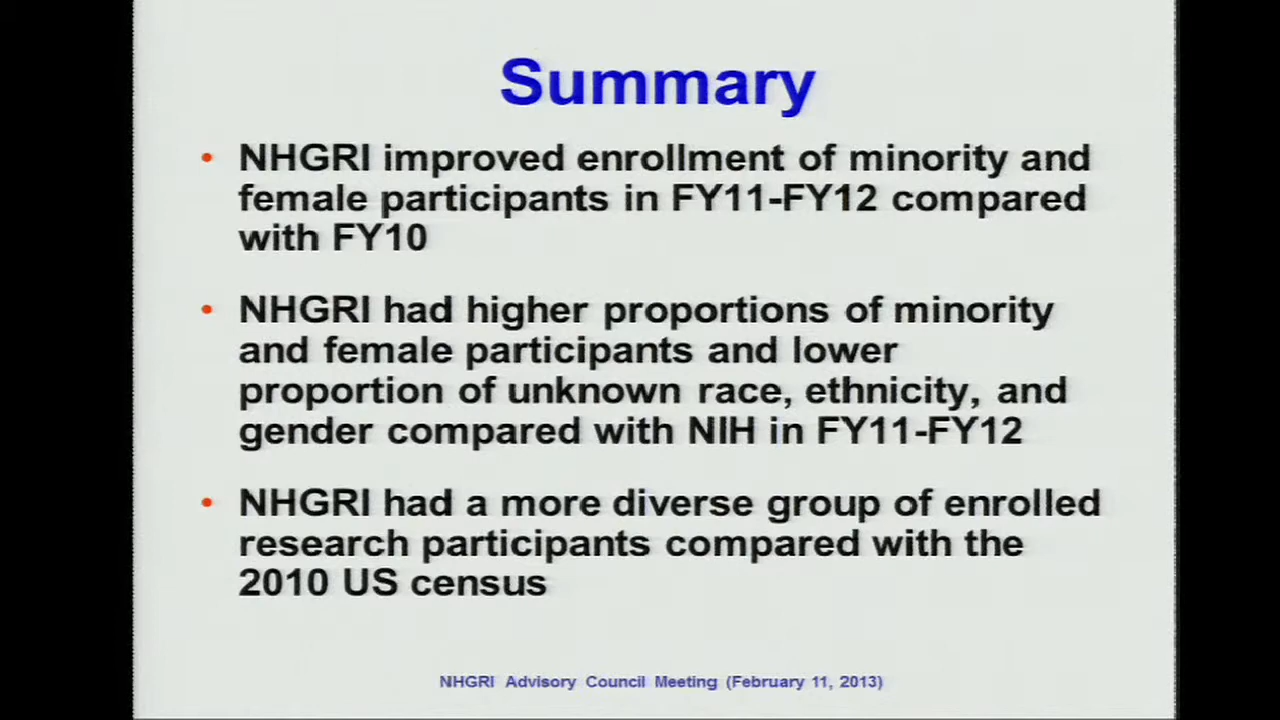 Summary
• NHGRI improved enrollment of minority and
female participants in FY11-FY12 compared
with FY10
• NHGRI had higher proportions of minority
and female participants and lower
proportion of unknown race, ethnicity, and
gender compared with NIH in FY11-FY12
• NHGRI had a more diverse group of enrolled
research participants compared with the
2010 US census
NHGRI Advisory Council Meeting (February 11, 2013)